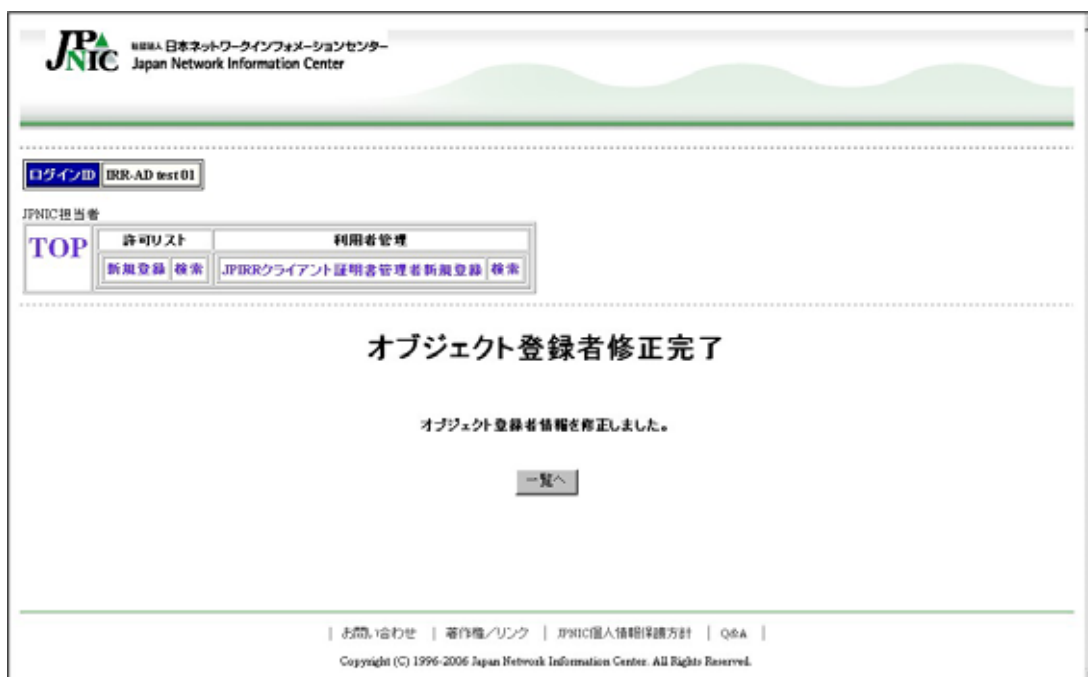 JPNIC
社団法人 日本ネットワークインフォメーションセンター
Japan Network Information Center
ログインID IRR-AD test 01
JPNIC担当者
TOP 許可リスト 利用者管理
新規登録 検索 JPIRRクライアント証明書管理者新規登録 検索
オブジェクト登録者修正完了
オブジェクト登録者情報を修正しました。
一覧へ
| お問い合わせ | 著作権/リンク | JPNIC個人情報保護方針 | Q&A |
Copyright (C) 1996-2006 Japan Network Information Center. All Rights Reserved.